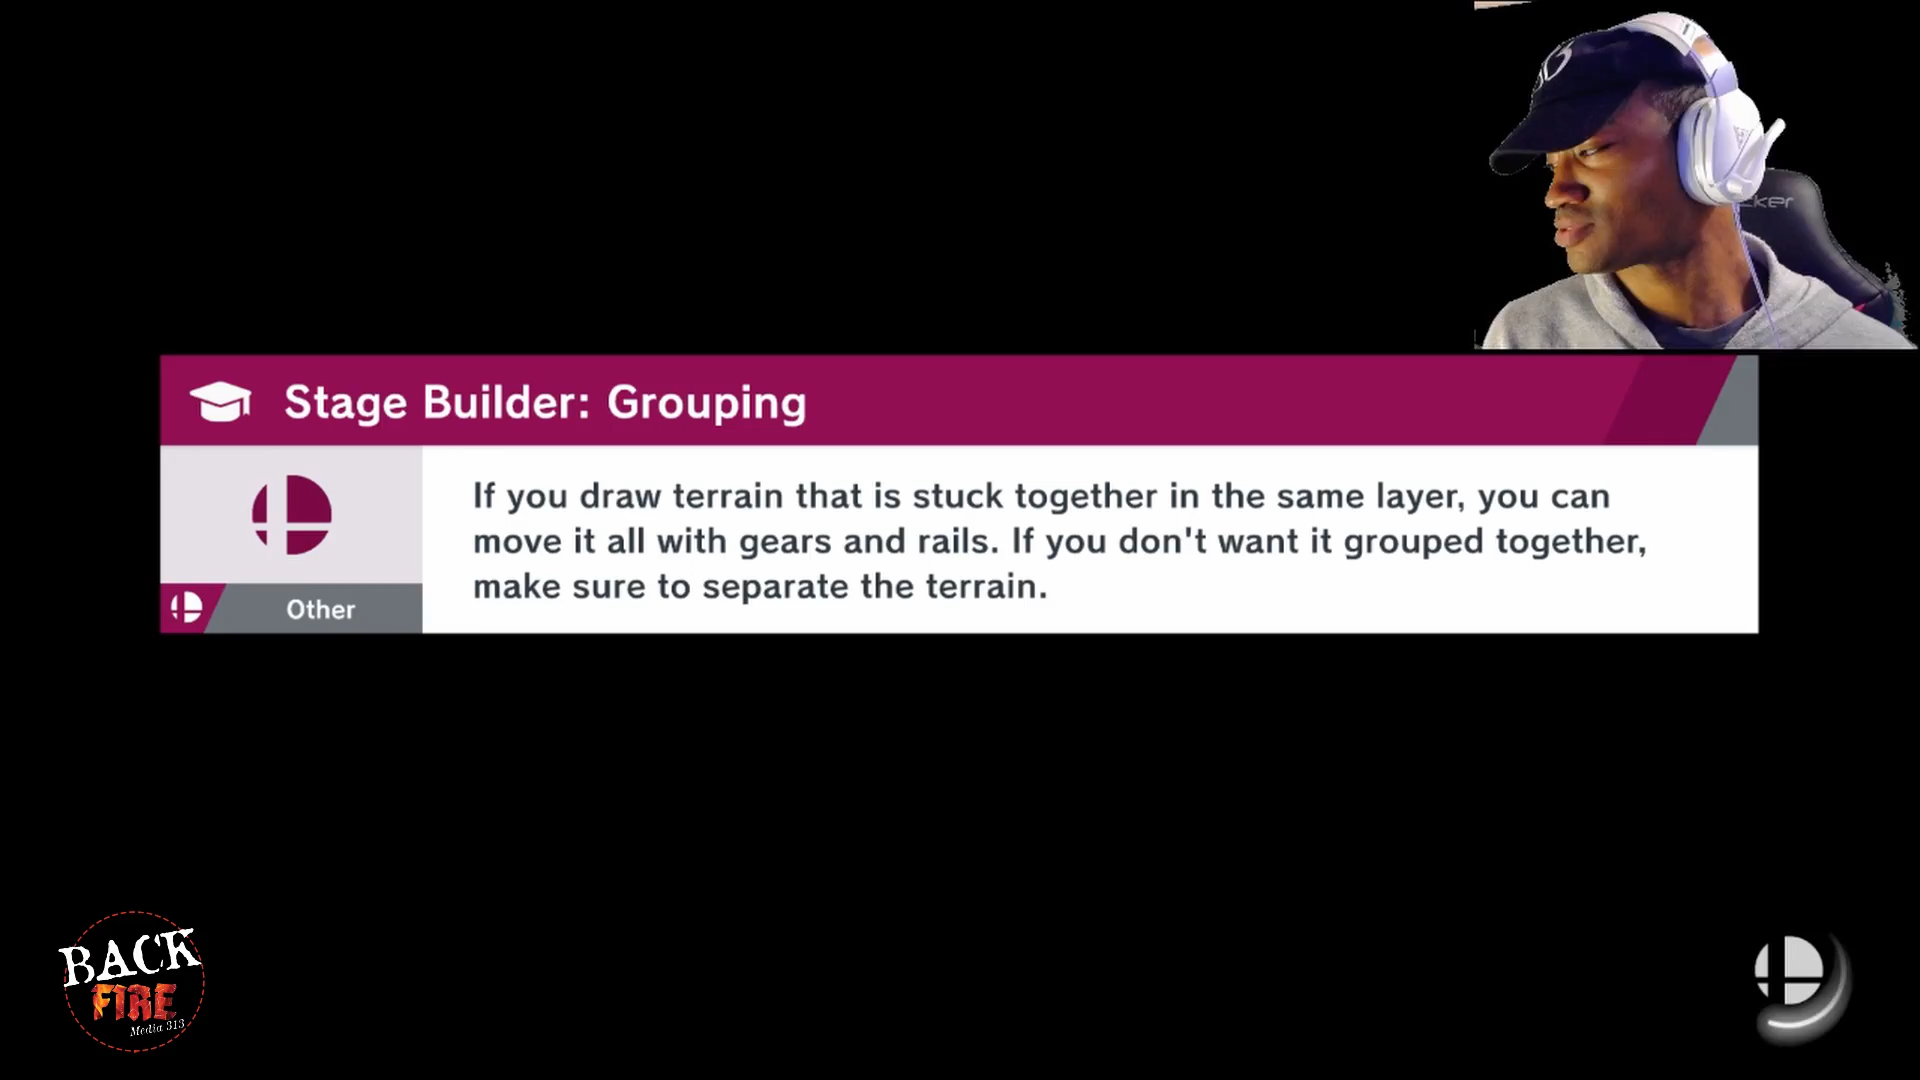 cker
Stage Builder: Grouping
If you draw terrain that is stuck together in the same layer, you can
move it all with gears and rails. If you don't want it grouped together,
make sure to separate the terrain.
Other
BACK
FIRE
Media 313